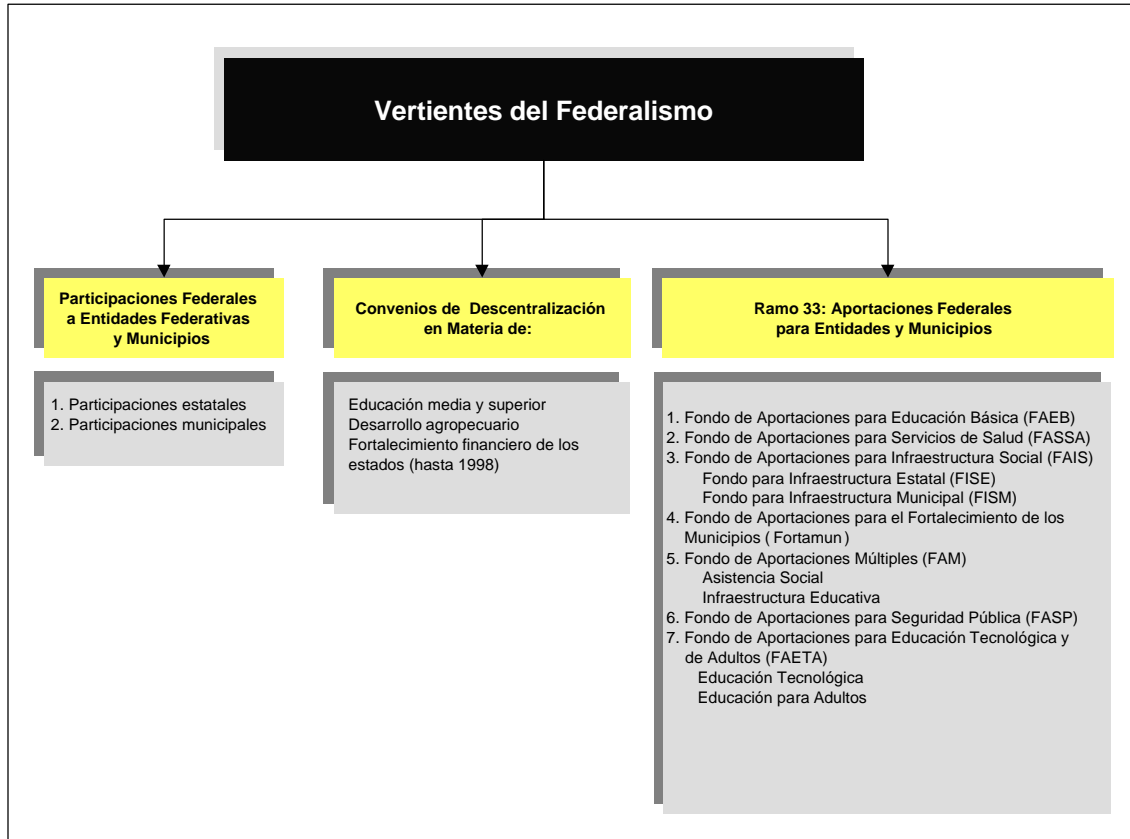 Vertientes del Federalismo
Participaciones Federales
a Entidades Federativas
y Municipios
1. Participaciones estatales
2. Participaciones municipales
Convenios de Descentralización
en Materia de:
Educación media y superior
Desarrollo agropecuario
Fortalecimiento financiero de los
estados (hasta 1998)
Ramo 33: Aportaciones Federales
para Entidades y Municipios
1. Fondo de Aportaciones para Educación Básica (FAEB)
2. Fondo de Aportaciones para Servicios de Salud (FASSA)
3. Fondo de Aportaciones para Infraestructura Social (FAIS)
Fondo para Infraestructura Estatal (FISE)
Fondo para Infraestructura Municipal (FISM)
4. Fondo de Aportaciones para el Fortalecimiento de los
Municipios ( Fortamun )
5. Fondo de Aportaciones Múltiples (FAM)
Asistencia Social
Infraestructura Educativa
6. Fondo de Aportaciones para Seguridad Pública (FASP)
7. Fondo de Aportaciones para Educación Tecnológica y
de Adultos (FAETA)
Educación Tecnológica
Educación para Adultos